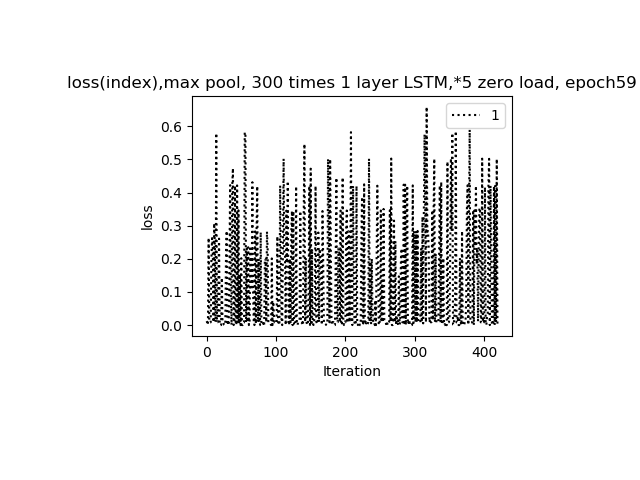 loss(index),max pool, 300 times 1 layer LSTM,*5 zero load, epoch59
1
0.6
0.5
0.4
0.3
0.2
0.1
0.0
loss
0 100 200 300 400
Iteration